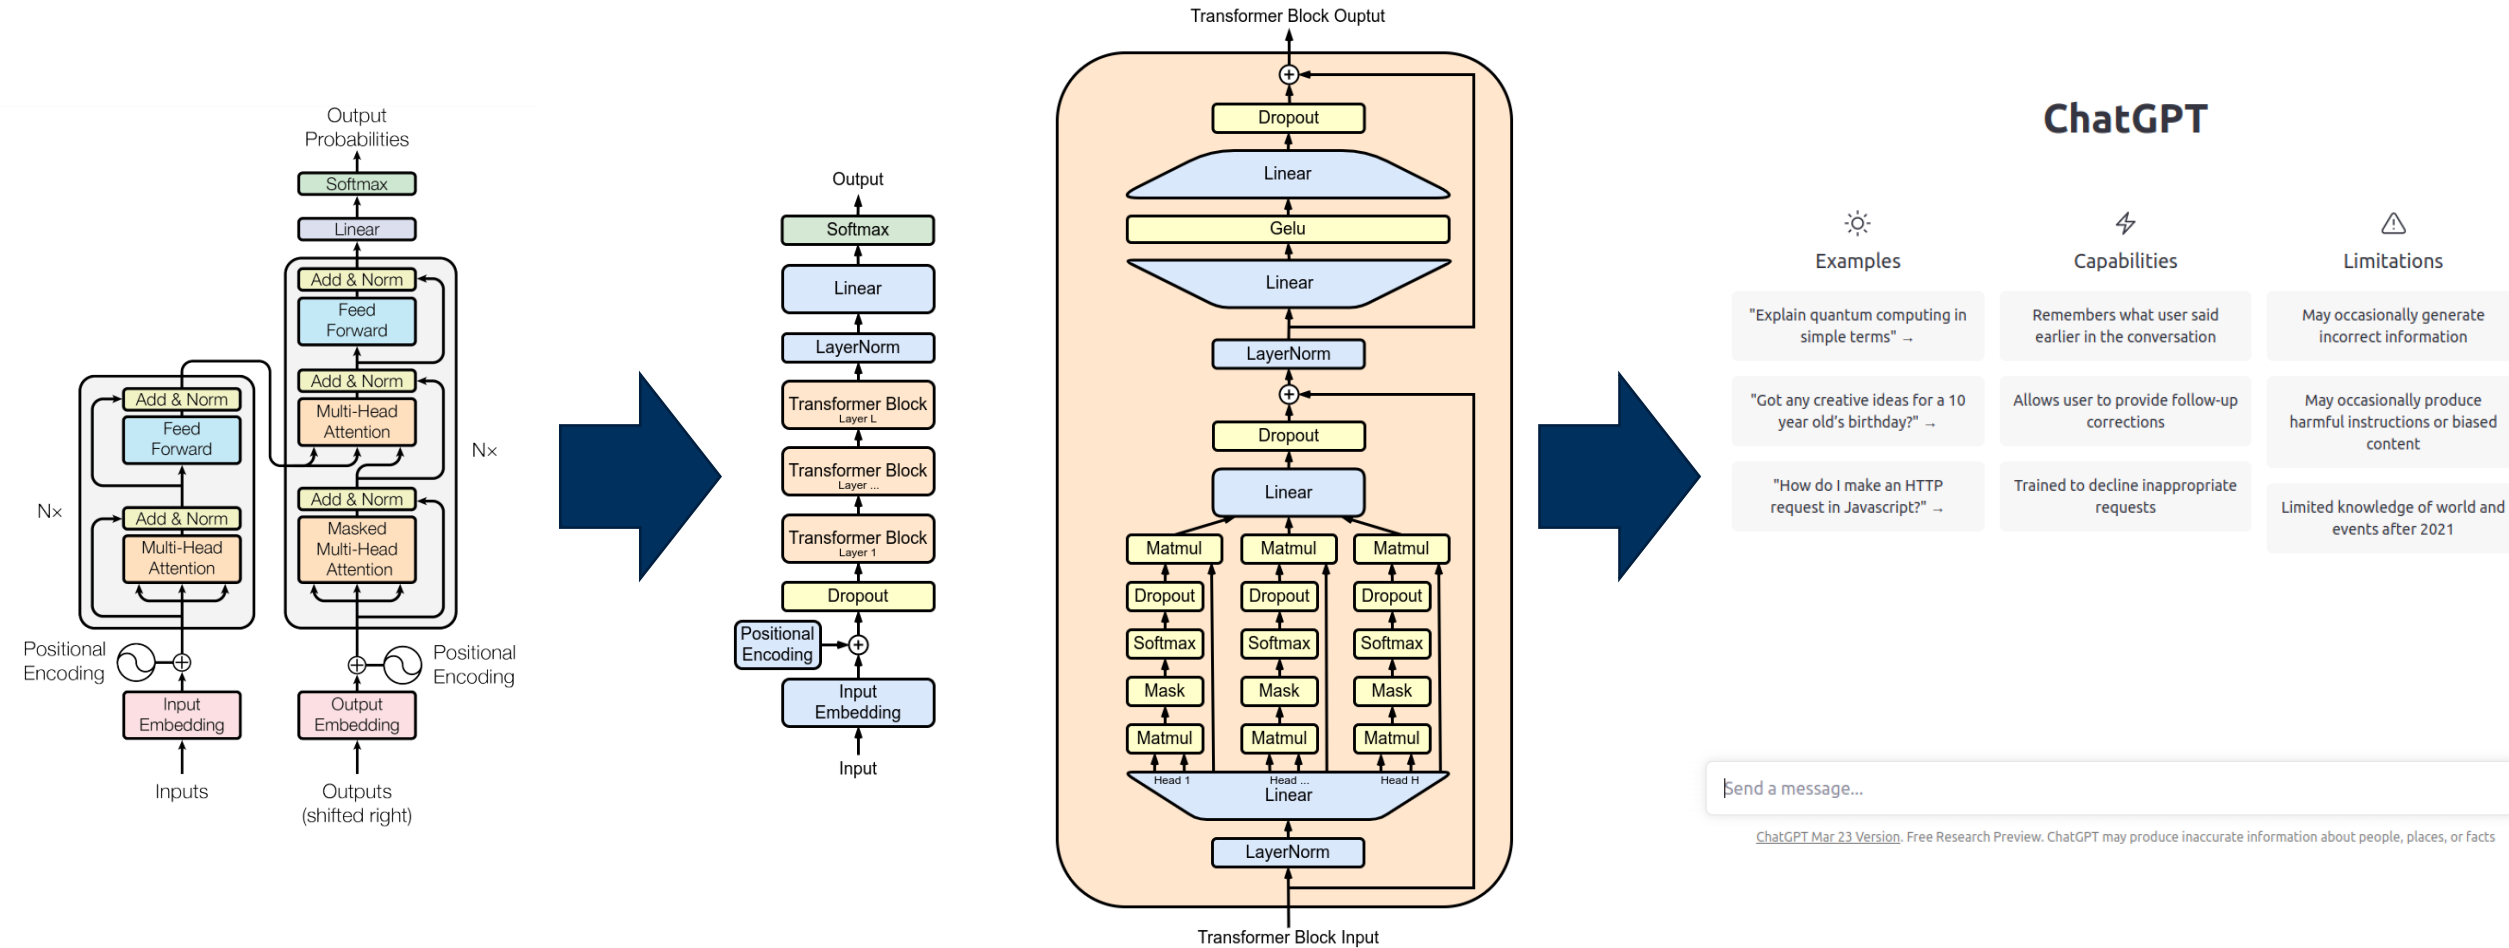 Output
Probabilities
Softmax
Linear
Add & Norm
Feed
Forward
Add & Norm
Multi-Head
Attention
Nx
Add & Norm
Masked
Multi-Head
Attention
Positional
Encoding
Output
Embedding
Outputs
(shifted right)
Add & Norm
Feed
Forward
Nx
Add & Norm
Multi-Head
Attention
Positional
Encoding
Input
Embedding
Inputs
Output
Softmax
Linear
LayerNorm
Transformer Block
Layer L
Transformer Block
Layer ...
Transformer Block
Layer 1
Dropout
Positional
Encoding
Input
Embedding
Input
Transformer Block Ouptut
Dropout
Linear
Gelu
Linear
LayerNorm
Dropout
Linear
Matmul Matmul Matmul
Dropout Dropout Dropout
Softmax Softmax Softmax
Mask Mask Mask
Matmul Matmul Matmul
Head 1 Head ... Head H
Linear
LayerNorm
Transformer Block Input
ChatGPT
Examples
"Explain quantum computing in
simple terms" →
"Got any creative ideas for a 10
year old's birthday?" →
"How do I make an HTTP
request in Javascript?" →
Capabilities
Remembers what user said
earlier in the conversation
Allows user to provide follow-up
corrections
Trained to decline inappropriate
requests
Limitations
May occasionally generate
incorrect information
May occasionally produce
harmful instructions or biased
content
Limited knowledge of world and
events after 2021
Send a message...
ChatGPT Mar 23 Version. Free Research Preview. ChatGPT may produce inaccurate information about people, places, or facts